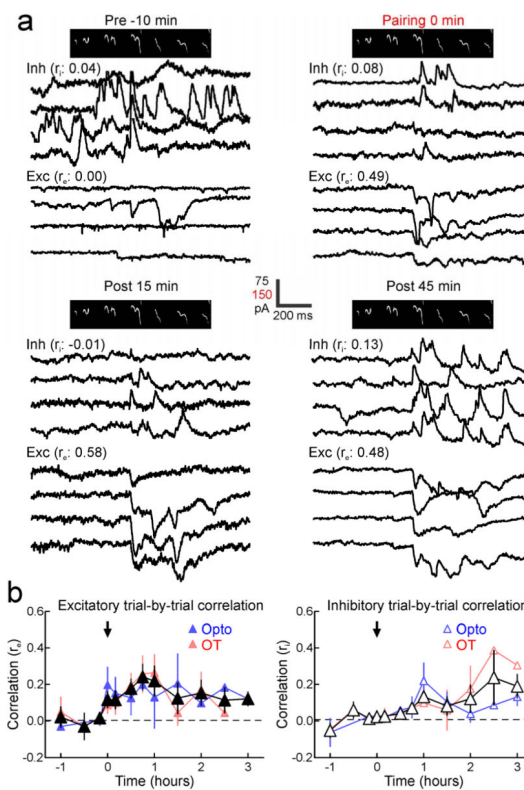 a
Pre -10 min
Pairing 0 min
Inh (rᵢ: 0.04)
Inh (rᵢ: 0.08)
Exc (rₑ: 0.00)
Exc (rₑ: 0.49)
75
150
pA
200 ms
Post 15 min
Post 45 min
Inh (rᵢ: -0.01)
Inh (rᵢ: 0.13)
Exc (rₑ: 0.58)
Exc (rₑ: 0.48)
b
Excitatory trial-by-trial correlation
Opto
OT
Correlation (rₑ)
0.6
0.4
0.2
0.0
-0.2
-1 0 1 2 3
Time (hours)
Inhibitory trial-by-trial correlation
Opto
OT
Correlation (rᵢ)
0.6
0.4
0.2
0.0
-0.2
-1 0 1 2 3
Time (hours)